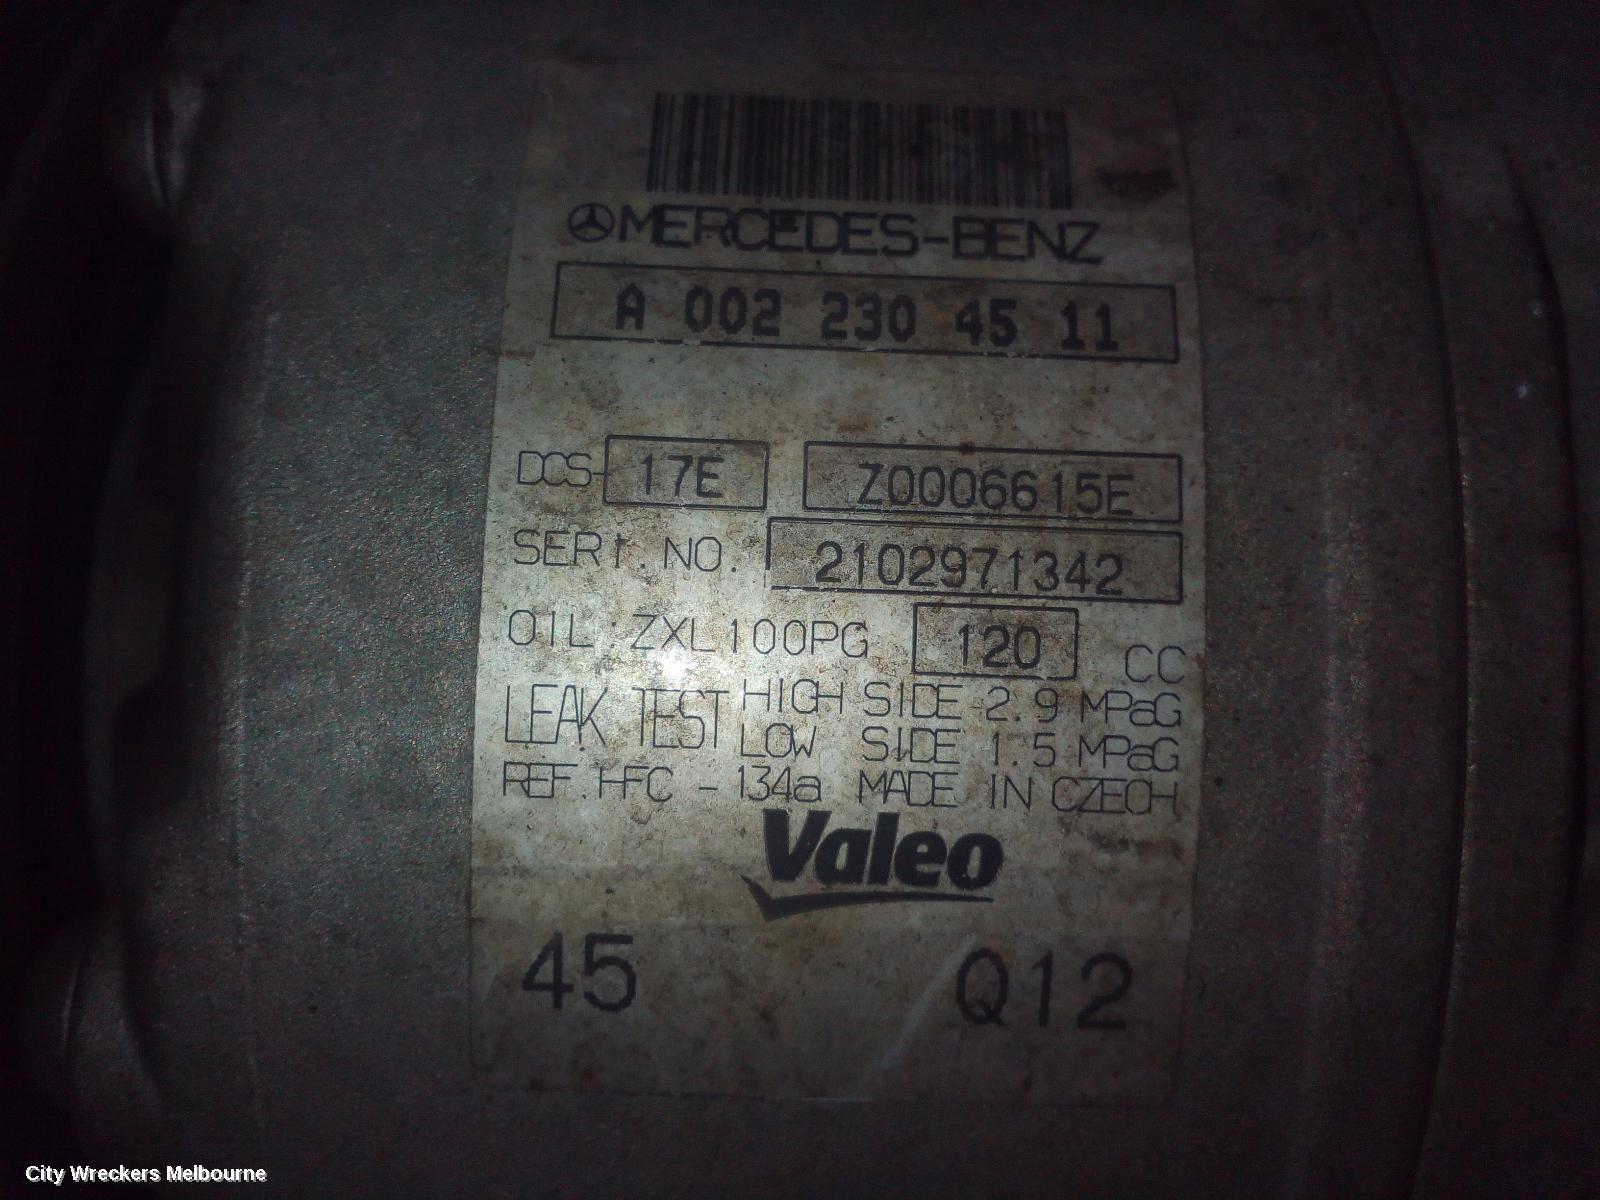 MERCEDES-BENZ
A 002 230 45 11
DCS- 17E Z0006615E
SERI. NO. 2102971342
OIL: ZXL100PG 120 CC
LEAK TEST HIGH SIDE 2.9 MPaG
LOW SIDE 1.5 MPaG
REF. HFC - 134a MADE IN CZECH
Valeo
45 Q12
City Wreckers Melbourne